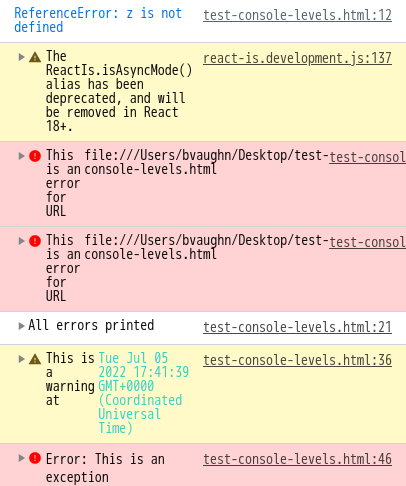 ReferenceError: z is not test-console-levels.html:12
defined
The react-is.development.js:137
ReactIs.isAsyncMode()
alias has been
deprecated, and will
be removed in React
18+.
This file:///Users/bvaughn/Desktop/test- test-consol
is an console-levels.html
error
for
URL
This file:///Users/bvaughn/Desktop/test- test-consol
is an console-levels.html
error
for
URL
All errors printed test-console-levels.html:21
This is Tue Jul 05 test-console-levels.html:36
a 2022 17:41:39
warning GMT+0000
at (Coordinated
Universal
Time)
Error: This is an test-console-levels.html:46
exception